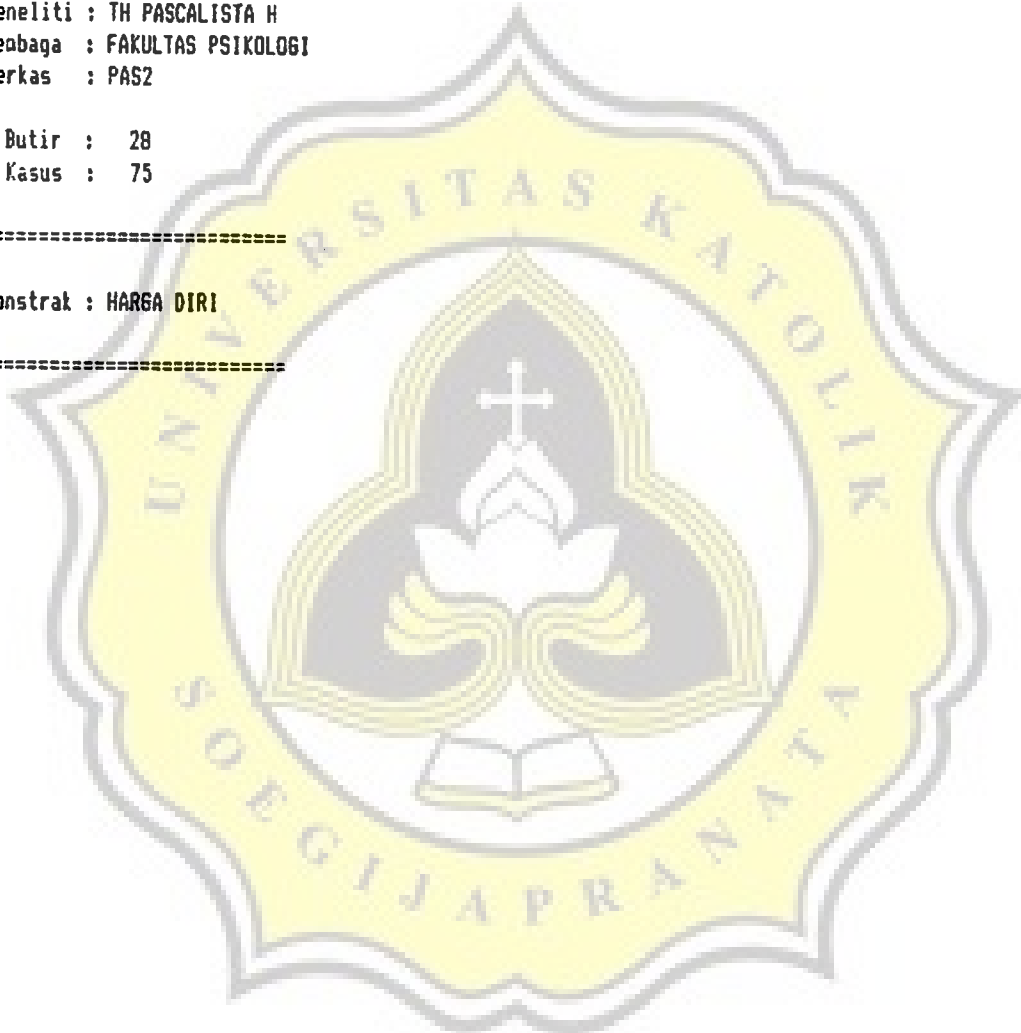 eneliti : TH PASCALISTA H
embaga : FAKULTAS PSIKOLOGI
erkas : PAS2
Butir : 28
Kasus : 75
==============================
onstrak : HARGA DIRI
==============================
UNIVERSITAS KATOLIK
SOEGIJAPRANATA